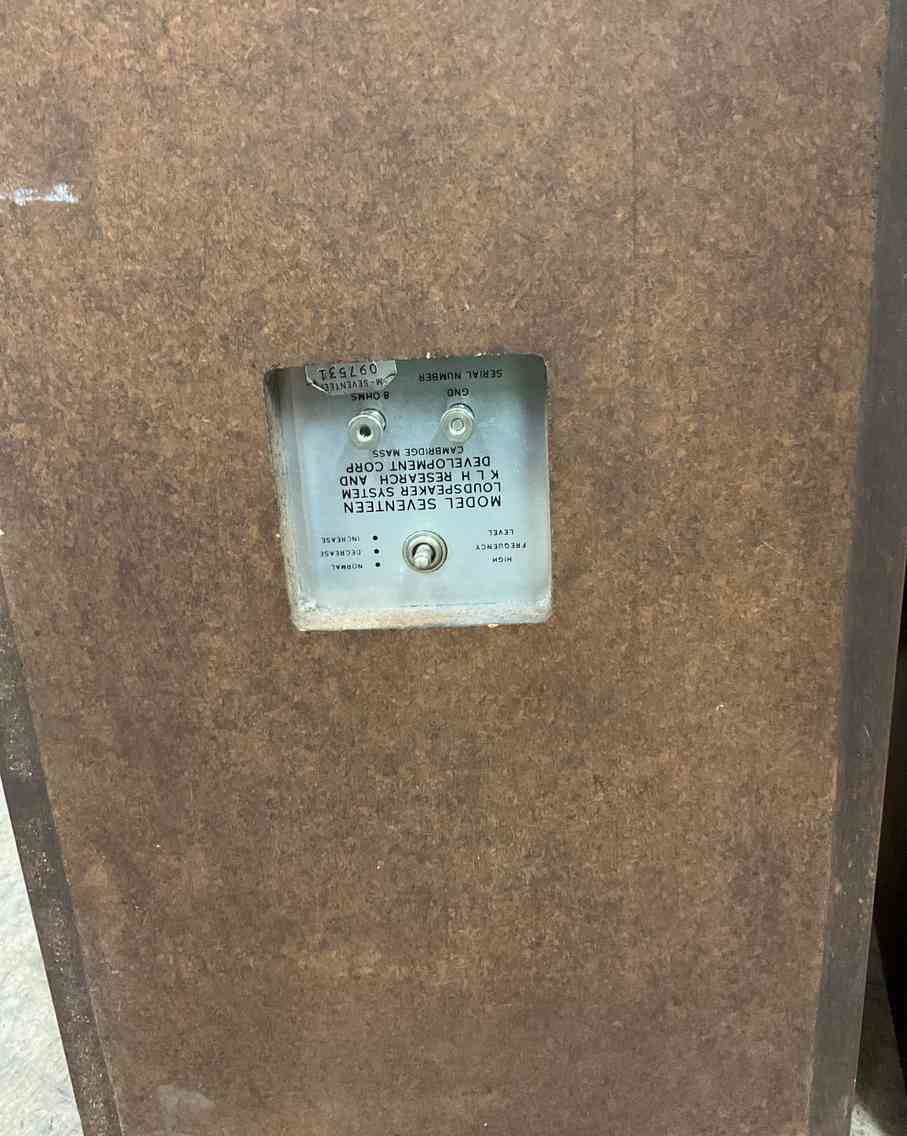 HIGH
FREQUENCY
LEVEL
NORMAL
DECREASE
INCREASE
MODEL SEVENTEEN
LOUDSPEAKER SYSTEM
K L H RESEARCH AND
DEVELOPMENT CORP
CAMBRIDGE MASS
GND
8 OHMS
SERIAL NUMBER
M-SEVENTEE
097531